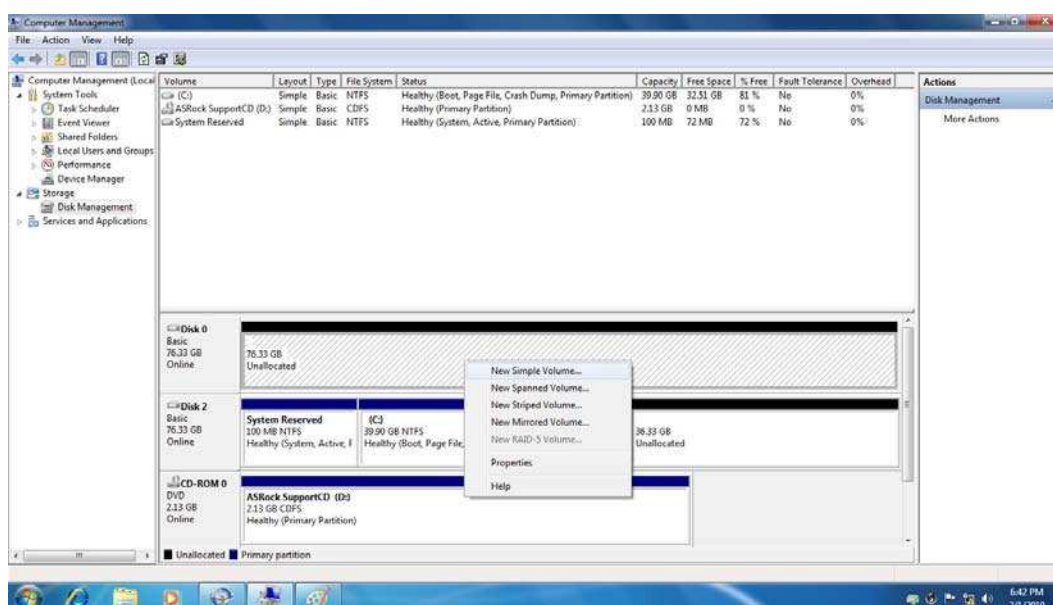 Computer Management
File Action View Help
Computer Management (Local
System Tools
Task Scheduler
Event Viewer
Shared Folders
Local Users and Groups
Performance
Device Manager
Storage
Disk Management
Services and Applications
Volume Layout Type File System Status Capacity Free Space % Free Fault Tolerance Overhead
(C:) Simple Basic NTFS Healthy (Boot, Page File, Crash Dump, Primary Partition) 39.90 GB 32.51 GB 81 % No 0%
ASRock SupportCD (D:) Simple Basic CDFS Healthy (Primary Partition) 2.13 GB 0 MB 0 % No 0%
System Reserved Simple Basic NTFS Healthy (System, Active, Primary Partition) 100 MB 72 MB 72 % No 0%
Disk 0
Basic
76.33 GB
Online
76.33 GB
Unallocated
New Simple Volume...
New Spanned Volume...
New Striped Volume...
New Mirrored Volume...
New RAID-5 Volume...
Properties
Help
Disk 2
Basic
76.33 GB
Online
System Reserved
100 MB NTFS
Healthy (System, Active, F
(C:)
39.90 GB NTFS
Healthy (Boot, Page File,
36.33 GB
Unallocated
CD-ROM 0
DVD
2.13 GB
Online
ASRock SupportCD (D:)
2.13 GB CDFS
Healthy (Primary Partition)
Unallocated Primary partition
Actions
Disk Management
More Actions
6:42 PM